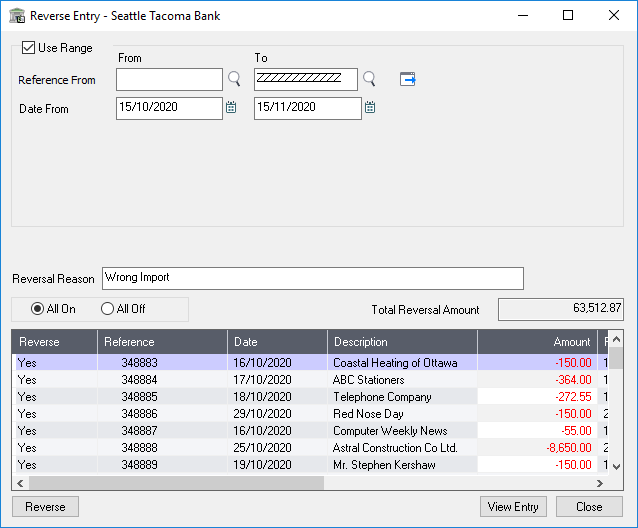 Reverse Entry - Seattle Tacoma Bank
Use Range
From To
Reference From ZZZZZZZZZZ
Date From 15/10/2020 15/11/2020
Reversal Reason Wrong Import
All On All Off Total Reversal Amount 63,512.87
Reverse Reference Date Description Amount F
Yes 348883 16/10/2020 Coastal Heating of Ottawa -150.00 1
Yes 348884 17/10/2020 ABC Stationers -364.00 1
Yes 348885 18/10/2020 Telephone Company -272.55 1
Yes 348886 29/10/2020 Red Nose Day -150.00 2
Yes 348887 16/10/2020 Computer Weekly News -55.00 1
Yes 348888 25/10/2020 Astral Construction Co Ltd. -8,650.00 2
Yes 348889 19/10/2020 Mr. Stephen Kershaw -150.00 1
Reverse View Entry Close